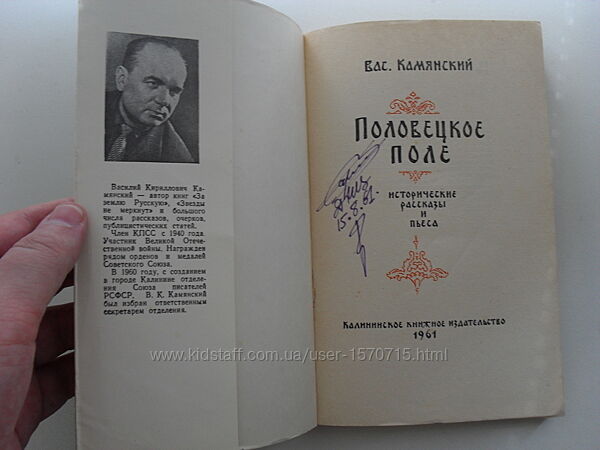 Василий Кириллович Ка-
мянский — автор книг «За
землю Русскую», «Звезды
не меркнут» и большого
числа рассказов, очерков,
публицистических статей.
Член КПСС с 1940 года.
Участник Великой Отече-
ственной войны. Награжден
рядом орденов и медалей
Советского Союза.
В 1960 году, с созданием
в городе Калинине отделе-
ния Союза писателей
РСФСР, В. К. Камянский
был избран ответственным
секретарем отделения.
Вас. Камянский
Половецкое
поле
исторические
рассказы
и
пьеса
15.8.61.
Калининское книжное издательство
1961
www.kidstaff.com.ua/user-1570715.html